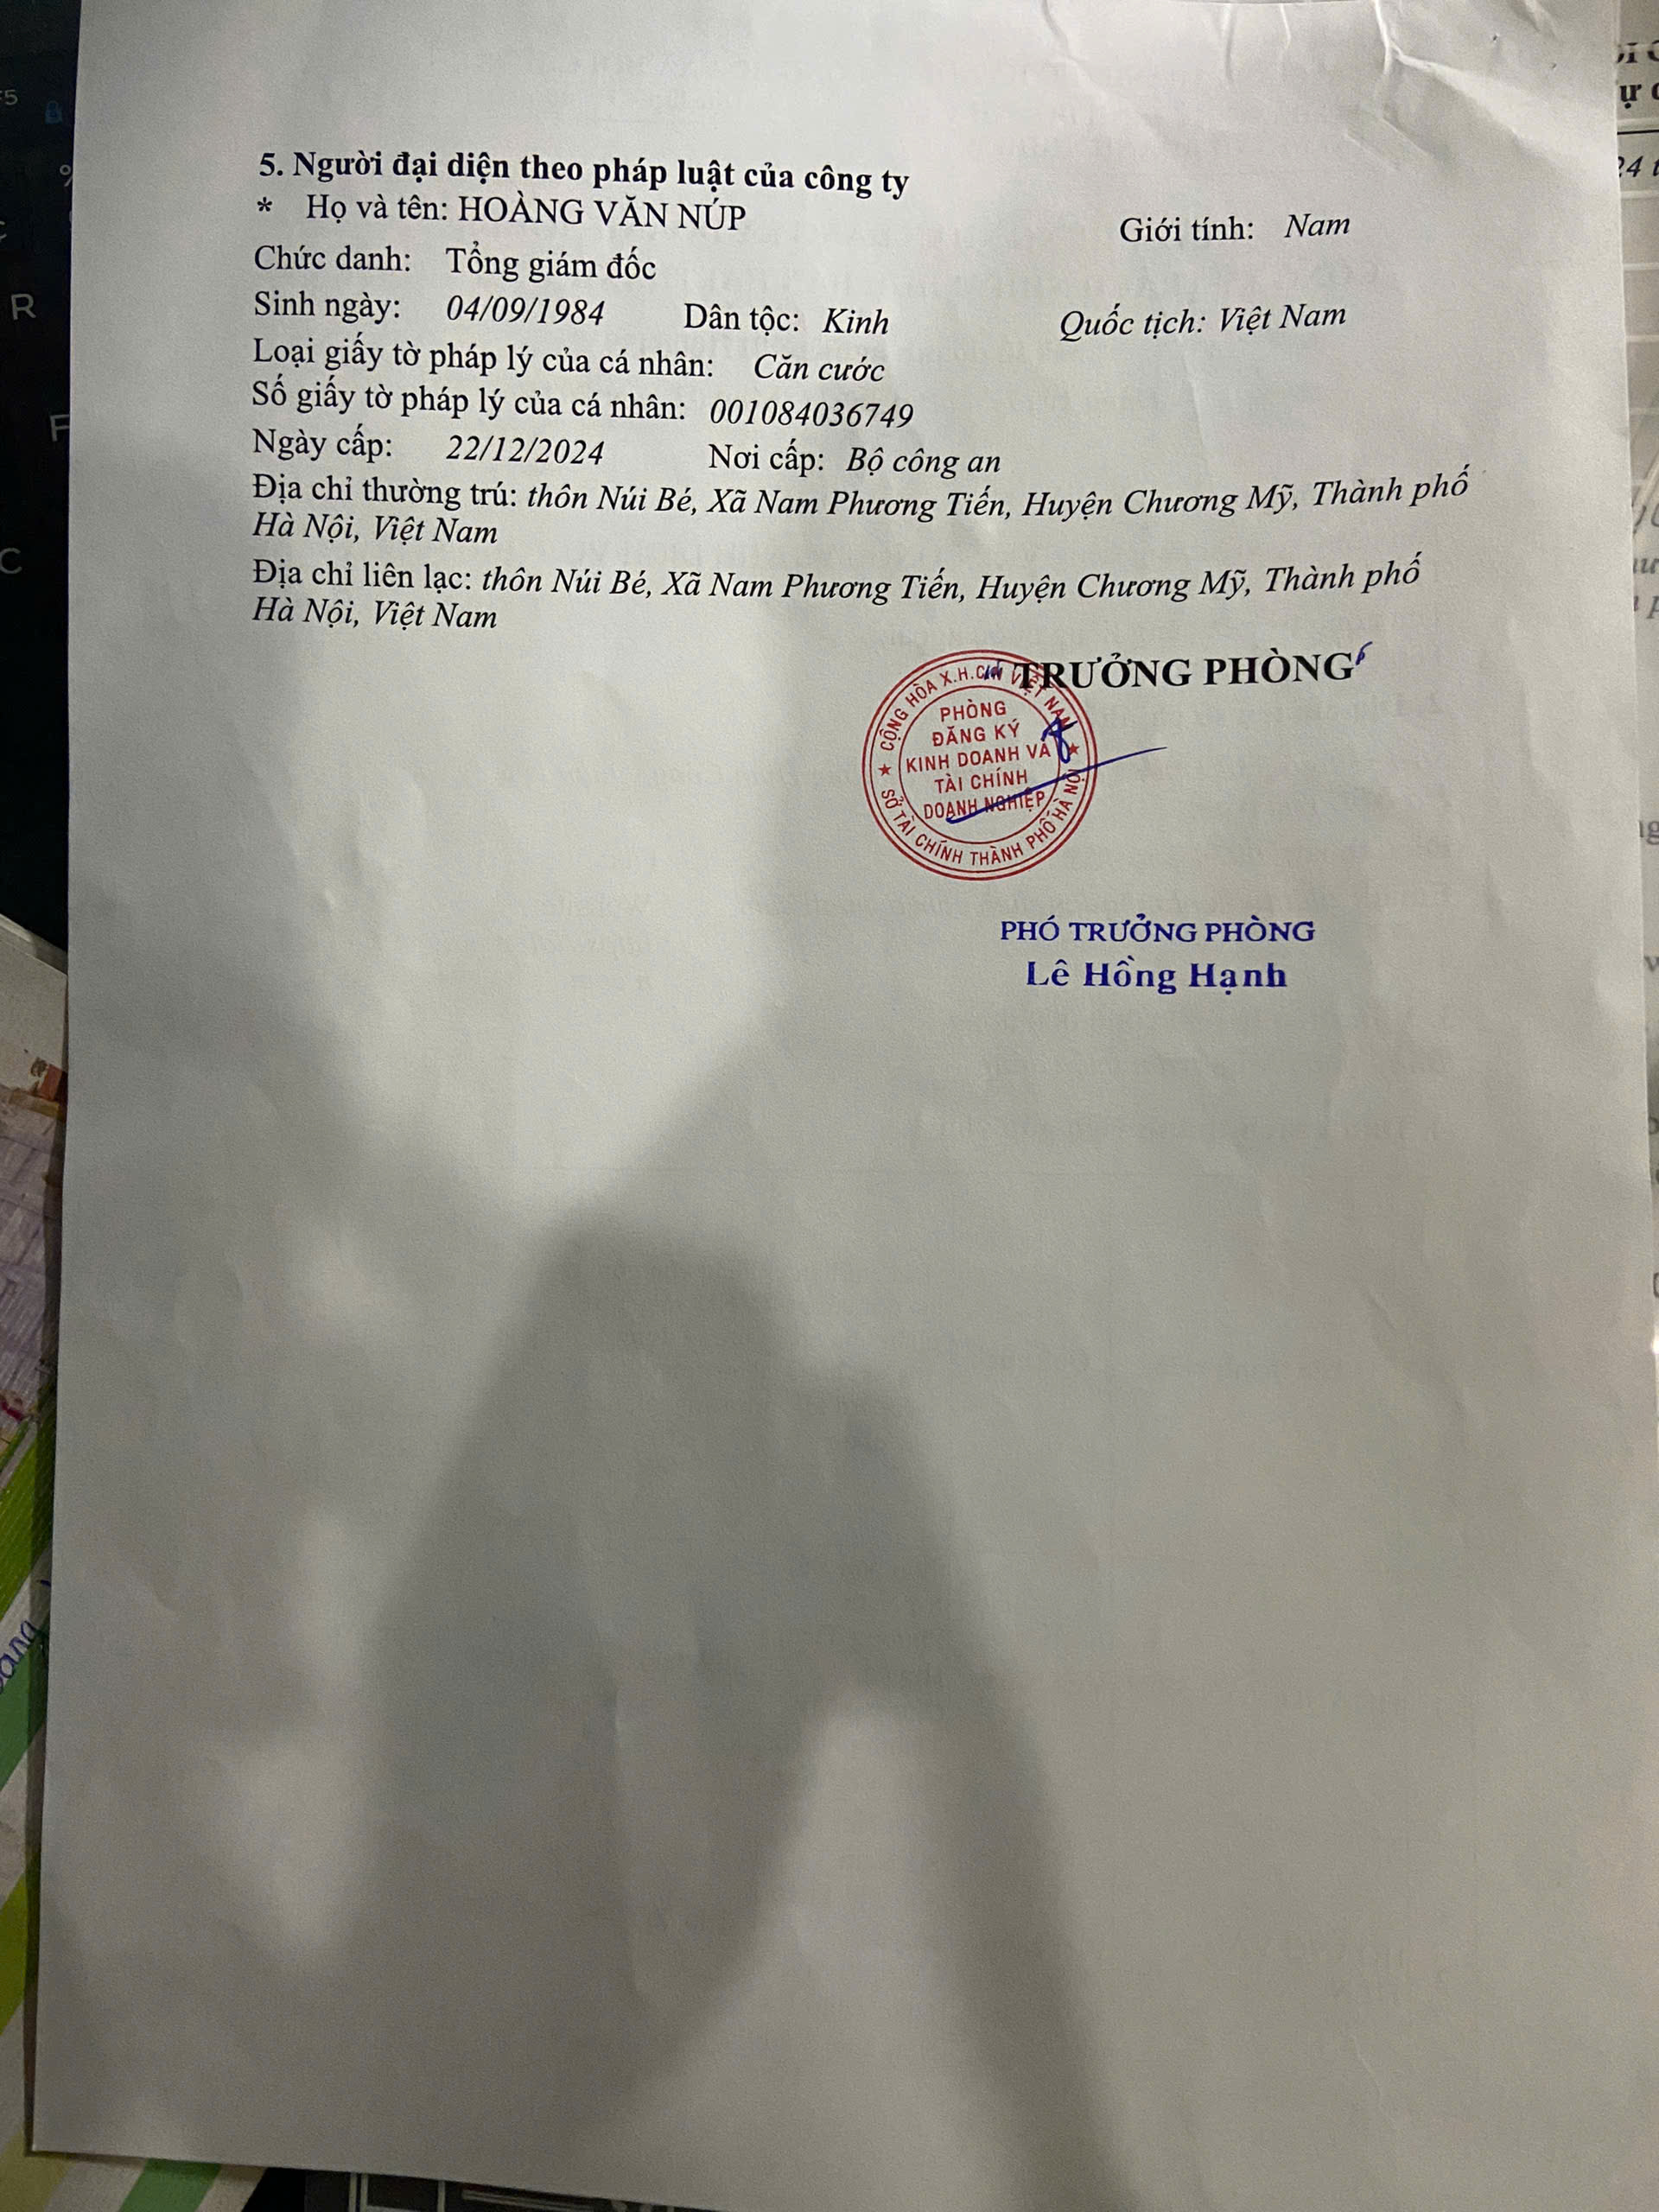 5. Người đại diện theo pháp luật của công ty
* Họ và tên: HOÀNG VĂN NÚP Giới tính: Nam
Chức danh: Tổng giám đốc
Sinh ngày: 04/09/1984 Dân tộc: Kinh Quốc tịch: Việt Nam
Loại giấy tờ pháp lý của cá nhân: Căn cước
Số giấy tờ pháp lý của cá nhân: 001084036749
Ngày cấp: 22/12/2024 Nơi cấp: Bộ công an
Địa chỉ thường trú: thôn Núi Bé, Xã Nam Phương Tiến, Huyện Chương Mỹ, Thành phố
Hà Nội, Việt Nam
Địa chỉ liên lạc: thôn Núi Bé, Xã Nam Phương Tiến, Huyện Chương Mỹ, Thành phố
Hà Nội, Việt Nam
TRƯỞNG PHÒNG
CỘNG HÒA X.H.C.N VIỆT NAM
PHÒNG
ĐĂNG KÝ
KINH DOANH VÀ
TÀI CHÍNH
DOANH NGHIỆP
SỞ TÀI CHÍNH THÀNH PHỐ HÀ NỘI
PHÓ TRƯỞNG PHÒNG
Lê Hồng Hạnh